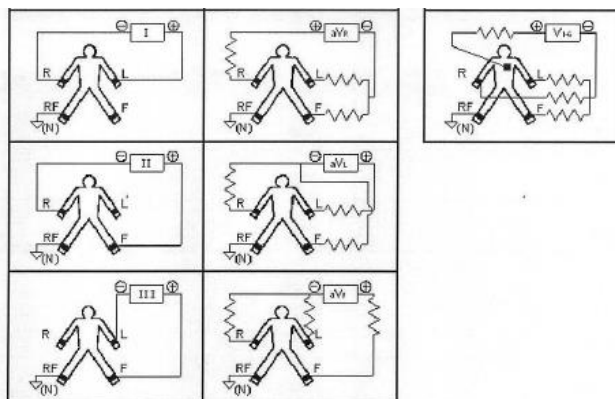 ⊖ I ⊕
R L
RF F
(N)
⊕ aVR ⊖
R L
RF F
(N)
⊕ V1-6 ⊖
R L
RF F
(N)
⊖ II ⊕
R L'
RF F
(N)
⊖ aVL ⊕
R L
RF F
(N)
⊖ III ⊕
R L
RF F
(N)
⊖ aVF ⊕
R L
RF F
(N)